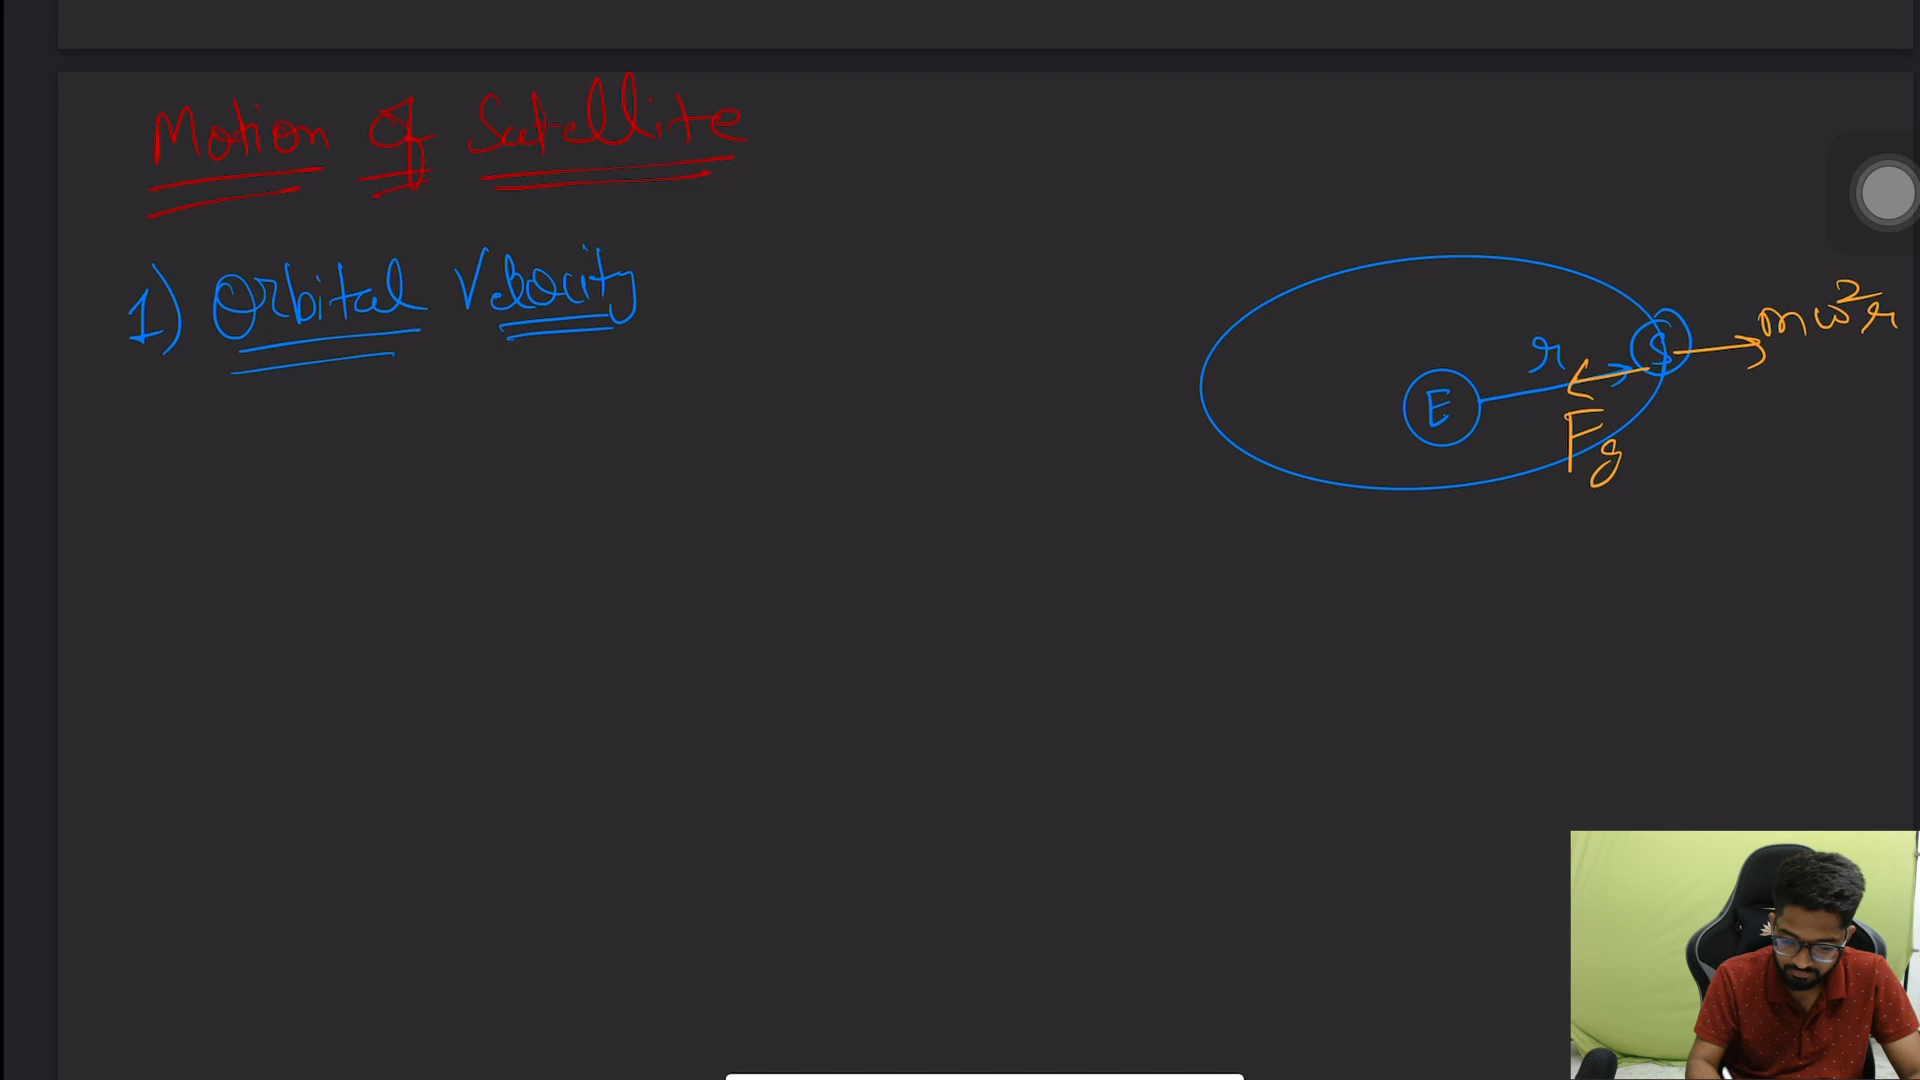 Motion of Satellite
1) Orbital Velocity
mω²r
r
S
E
Fg